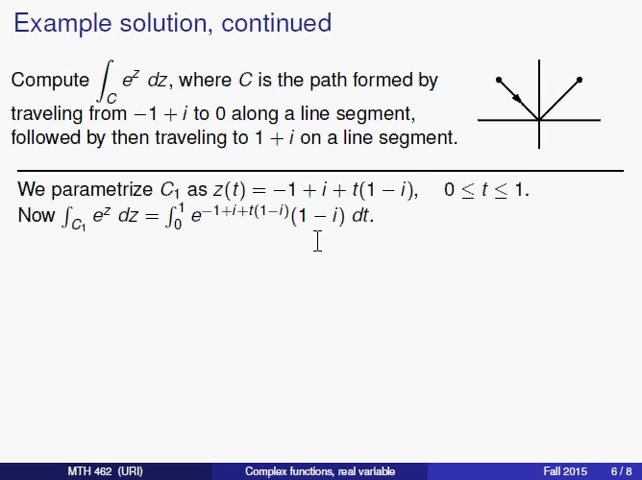 Example solution, continued
Compute ∫_C e^z dz, where C is the path formed by
traveling from −1 + i to 0 along a line segment,
followed by then traveling to 1 + i on a line segment.
We parametrize C₁ as z(t) = −1 + i + t(1 − i), 0 ≤ t ≤ 1.
Now ∫_{C₁} e^z dz = ∫_0^1 e^{−1+i+t(1−i)}(1 − i) dt.
MTH 462 (URI) Complex functions, real variable Fall 2015 6 / 8